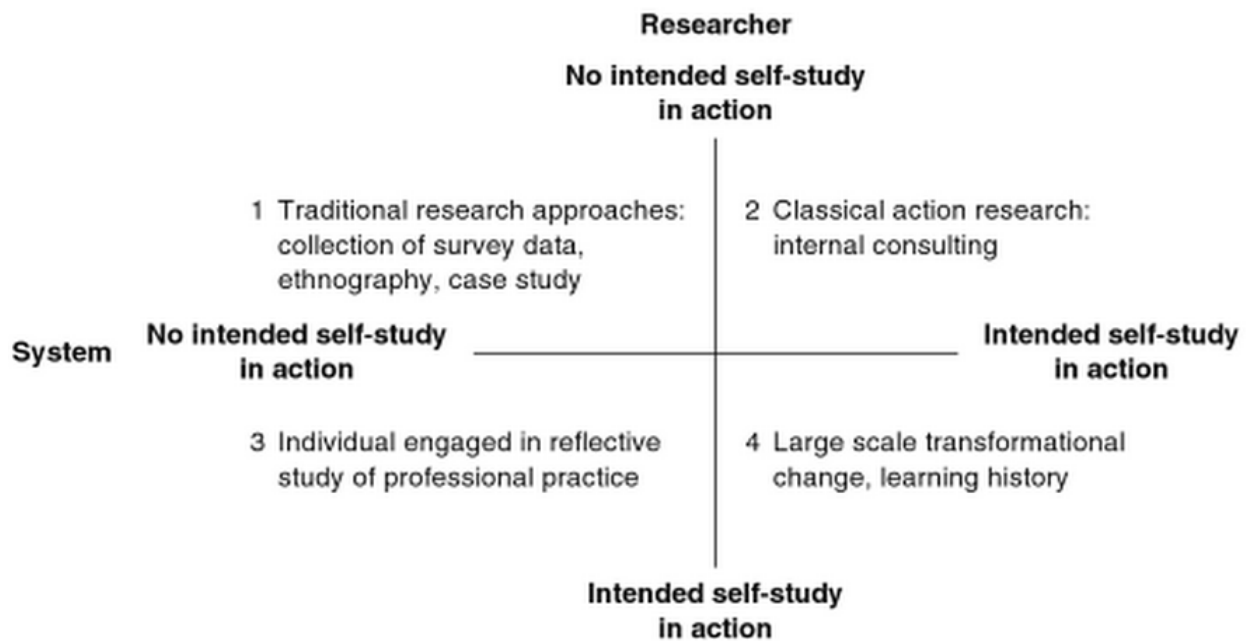 Researcher
No intended self-study
in action
1 Traditional research approaches:
collection of survey data,
ethnography, case study
2 Classical action research:
internal consulting
System
No intended self-study
in action
Intended self-study
in action
3 Individual engaged in reflective
study of professional practice
4 Large scale transformational
change, learning history
Intended self-study
in action